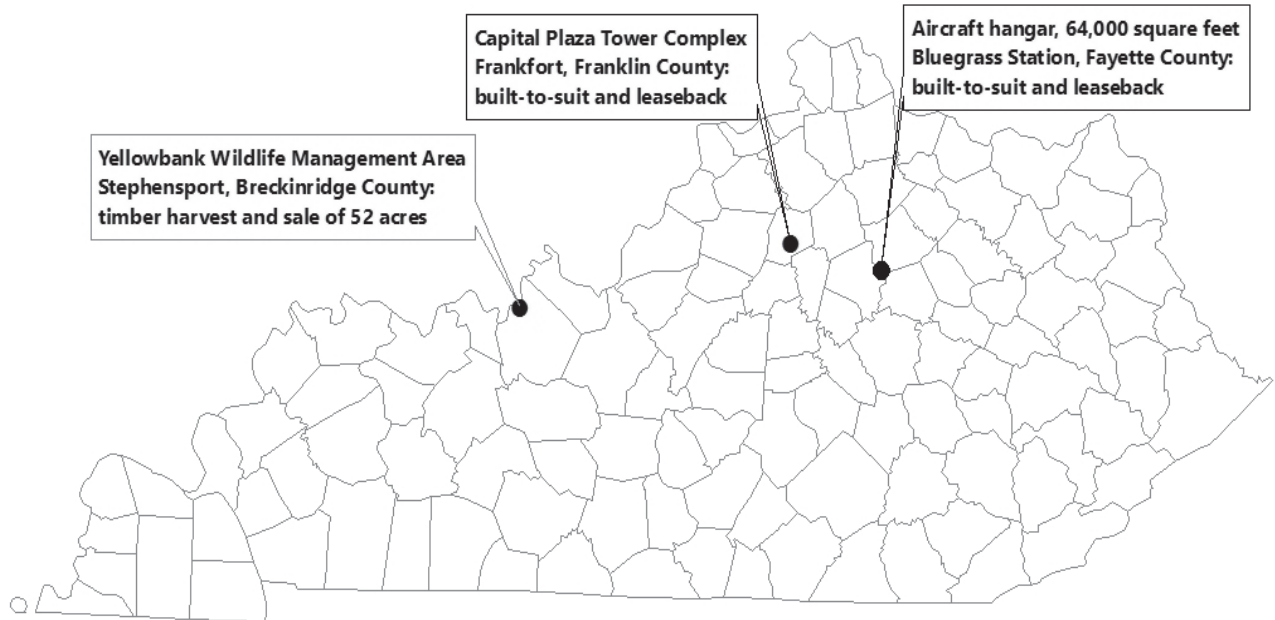 Capital Plaza Tower Complex
Frankfort, Franklin County:
built-to-suit and leaseback
Aircraft hangar, 64,000 square feet
Bluegrass Station, Fayette County:
built-to-suit and leaseback
Yellowbank Wildlife Management Area
Stephensport, Breckinridge County:
timber harvest and sale of 52 acres